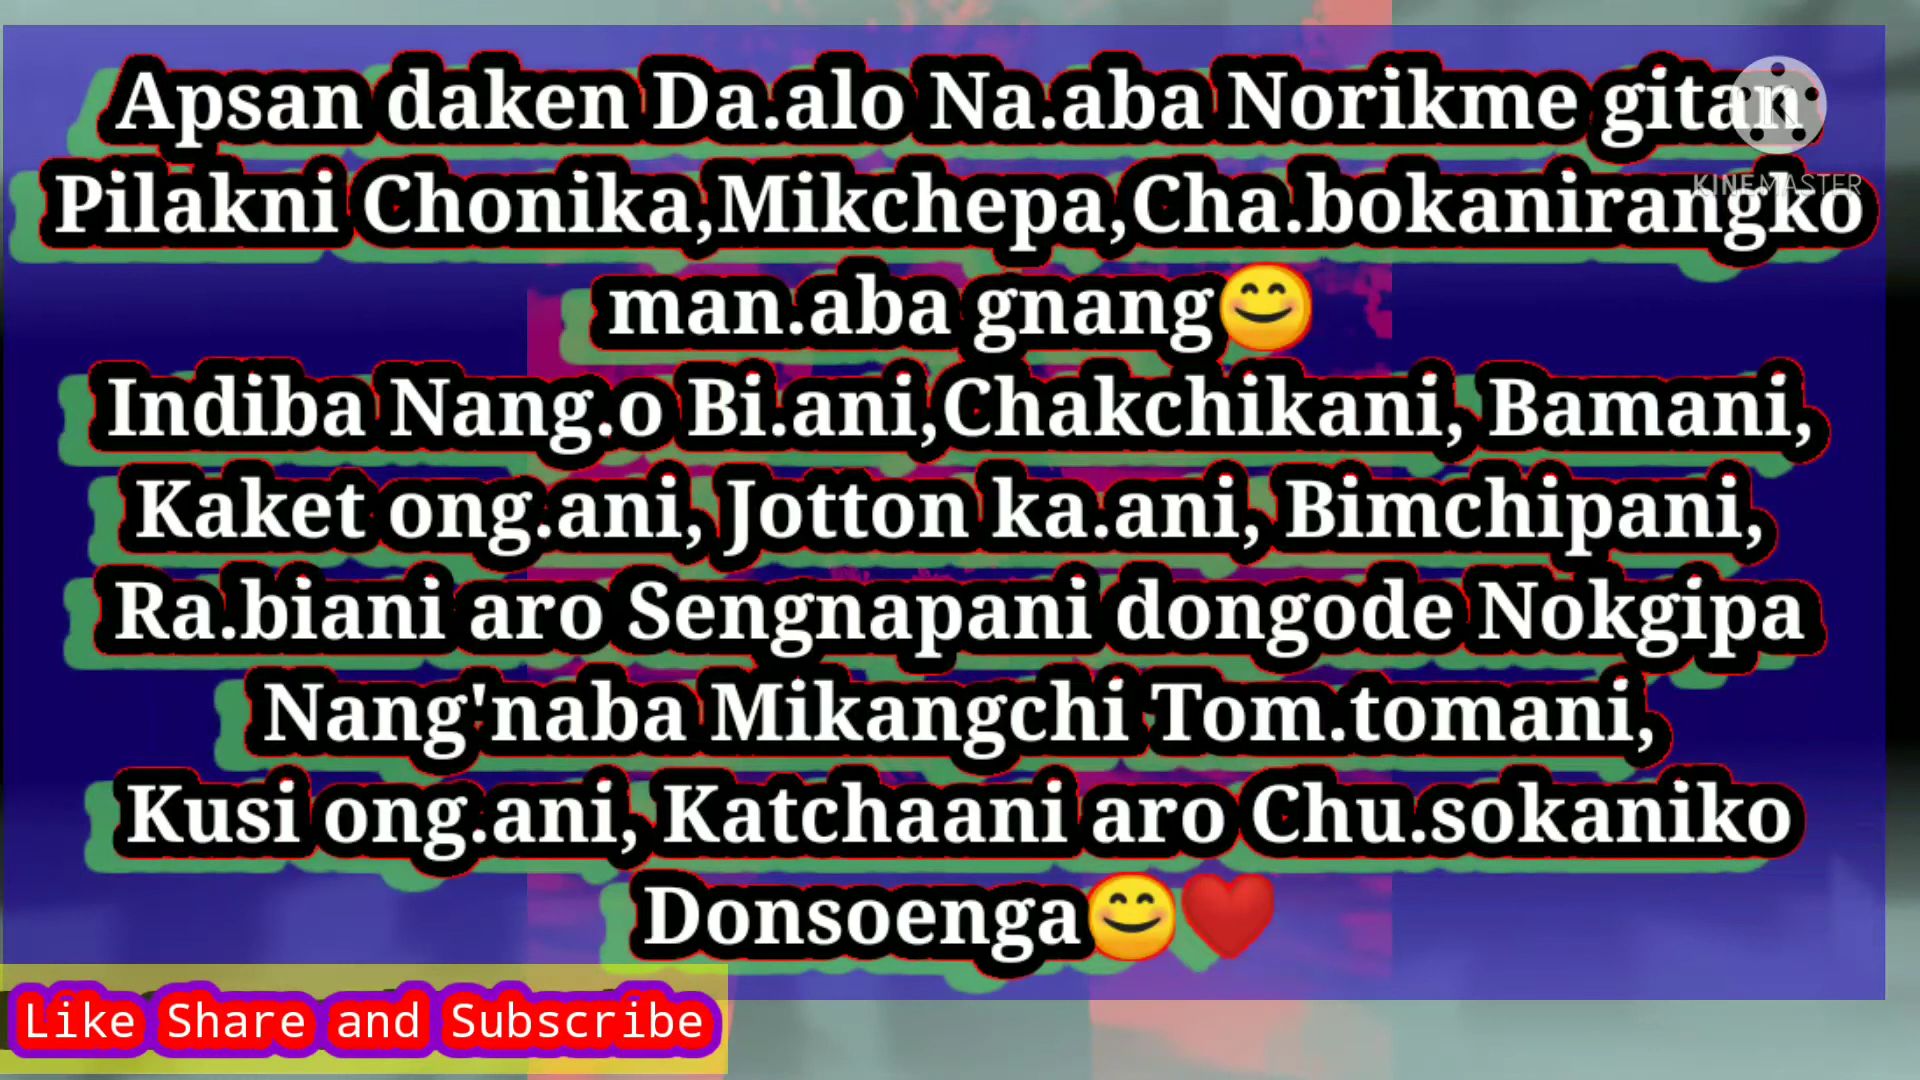 Apsan daken Da.alo Na.aba Norikme gitan
Pilakni Chonika,Mikchepa,Cha.bokanirangko
man.aba gnang😊
Indiba Nang.o Bi.ani,Chakchikani, Bamani,
Kaket ong.ani, Jotton ka.ani, Bimchipani,
Ra.biani aro Sengnapani dongode Nokgipa
Nang'naba Mikangchi Tom.tomani,
Kusi ong.ani, Katchaani aro Chu.sokaniko
Donsoenga😊❤️
Like Share and Subscribe
K
KINEMASTER